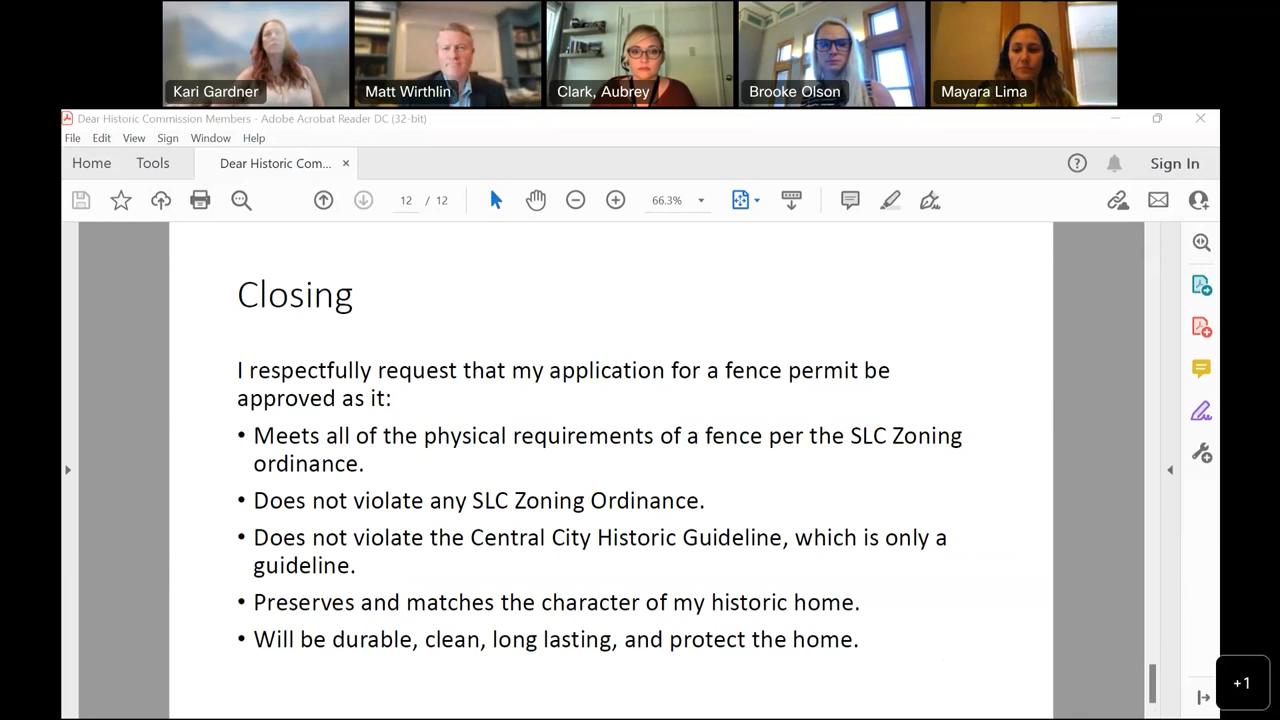 Kari Gardner
Matt Wirthlin
Clark, Aubrey
Brooke Olson
Mayara Lima
Dear Historic Commission Members - Adobe Acrobat Reader DC (32-bit)
File Edit View Sign Window Help
Home Tools Dear Historic Com... × Sign In
12 / 12 66.3%
Closing
I respectfully request that my application for a fence permit be
approved as it:
• Meets all of the physical requirements of a fence per the SLC Zoning
ordinance.
• Does not violate any SLC Zoning Ordinance.
• Does not violate the Central City Historic Guideline, which is only a
guideline.
• Preserves and matches the character of my historic home.
• Will be durable, clean, long lasting, and protect the home.
+1